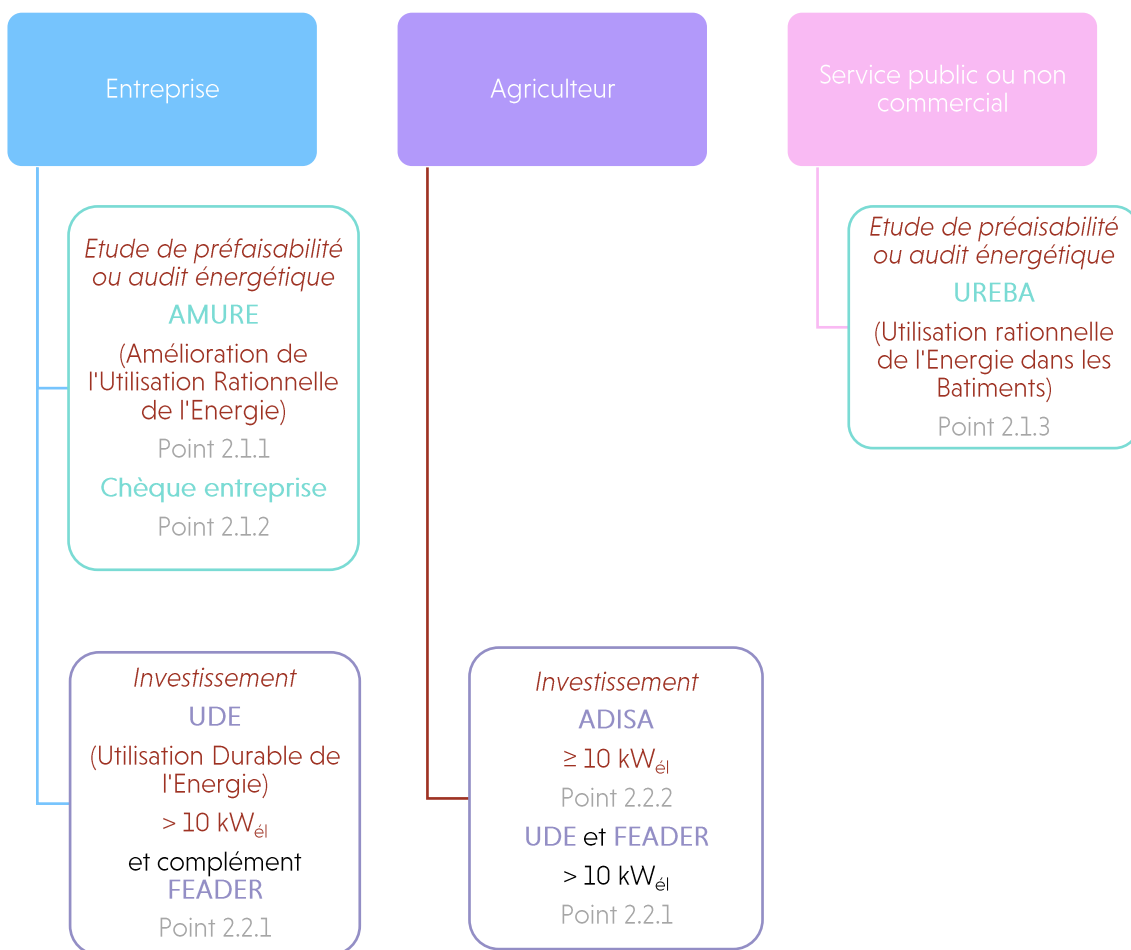 Entreprise
Agriculteur
Service public ou non
commercial
Etude de préfaisabilité
ou audit énergétique
AMURE
(Amélioration de
l'Utilisation Rationnelle
de l'Energie)
Point 2.1.1
Chèque entreprise
Point 2.1.2
Etude de préaisabilité
ou audit énergétique
UREBA
(Utilisation rationnelle
de l'Energie dans les
Batiments)
Point 2.1.3
Investissement
UDE
(Utilisation Durable de
l'Energie)
> 10 kWél
et complément
FEADER
Point 2.2.1
Investissement
ADISA
≥ 10 kWél
Point 2.2.2
UDE et FEADER
> 10 kWél
Point 2.2.1